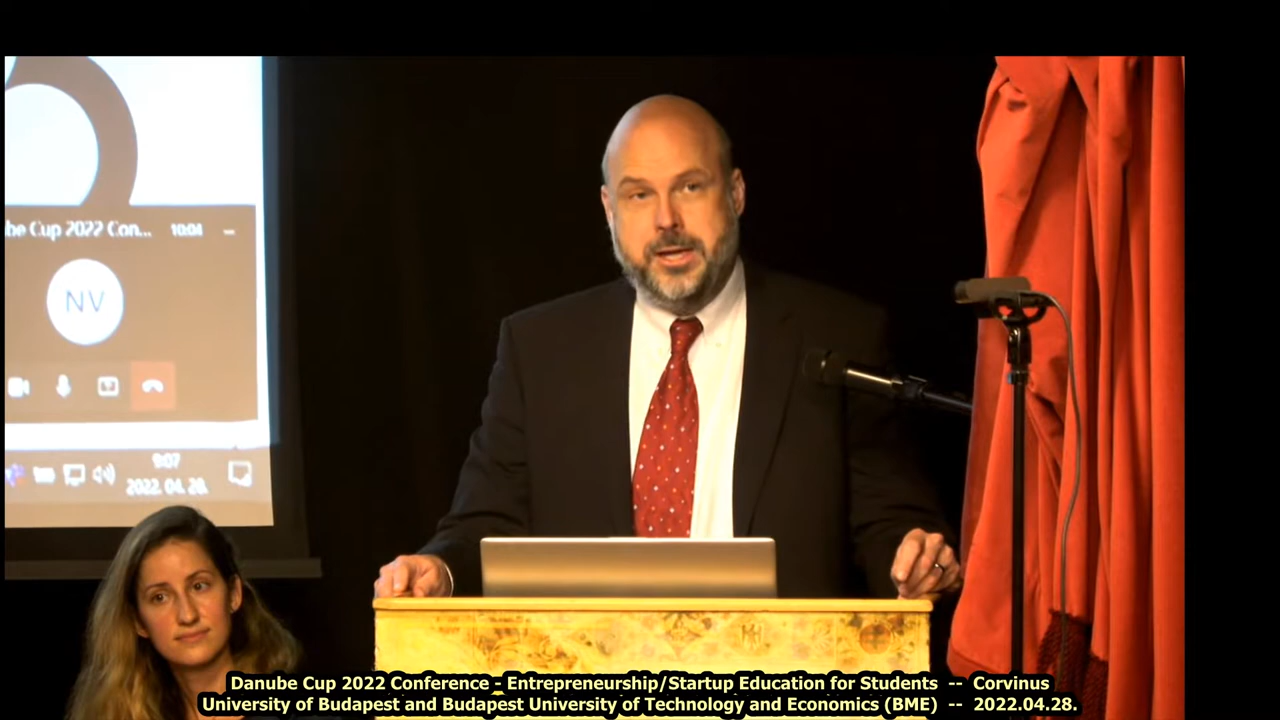 be Cup 2022 Con... 10:04
NV
9:07
2022. 04. 28.
Danube Cup 2022 Conference - Entrepreneurship/Startup Education for Students -- Corvinus
University of Budapest and Budapest University of Technology and Economics (BME) -- 2022.04.28.